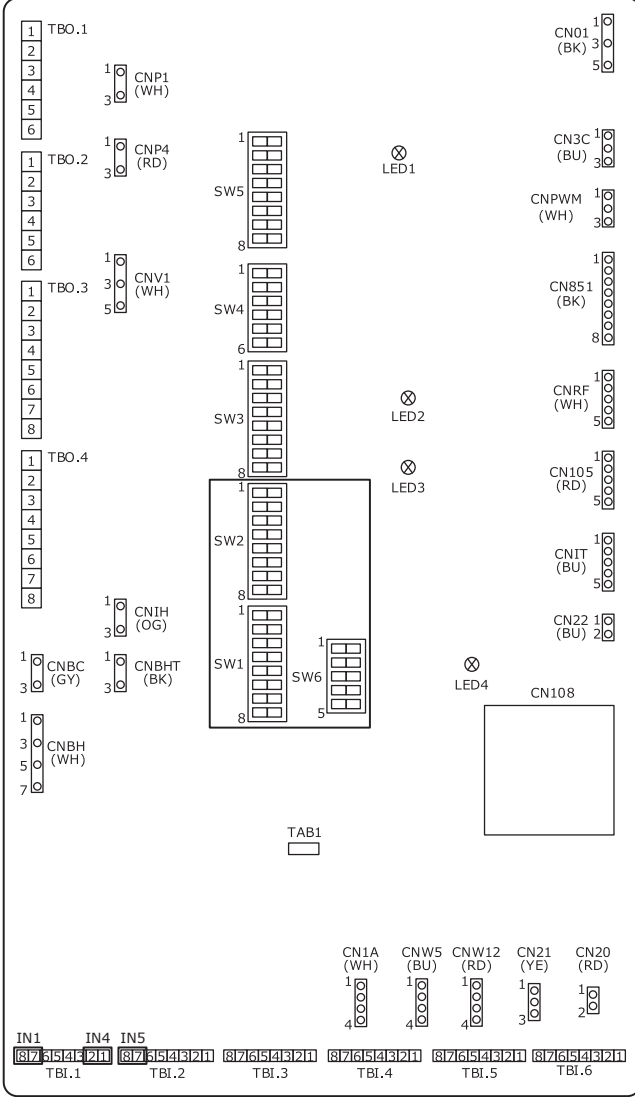 TBO.1
1
2
3
4
5
6
TBO.2
1
2
3
4
5
6
TBO.3
1
2
3
4
5
6
7
8
TBO.4
1
2
3
4
5
6
7
8
1
3
CNP1
(WH)
1
3
CNP4
(RD)
1
3
5
CNV1
(WH)
1
3
CNIH
(OG)
1
3
CNBC
(GY)
1
3
CNBHT
(BK)
1
3
5
7
CNBH
(WH)
1
SW5
8
1
SW4
6
1
SW3
8
1
SW2
8
1
SW1
8
1
SW6
5
LED1
LED2
LED3
LED4
CN01
(BK)
1
3
5
CN3C
(BU)
1
3
CNPWM
(WH)
1
3
CN851
(BK)
1
8
CNRF
(WH)
1
5
CN105
(RD)
1
5
CNIT
(BU)
1
5
CN22
(BU)
1
2
CN108
TAB1
CN1A
(WH)
1
4
CNW5
(BU)
1
4
CNW12
(RD)
1
4
CN21
(YE)
1
3
CN20
(RD)
1
2
IN1 IN4 IN5
87654321 87654321 87654321 87654321 87654321 87654321
TBI.1 TBI.2 TBI.3 TBI.4 TBI.5 TBI.6